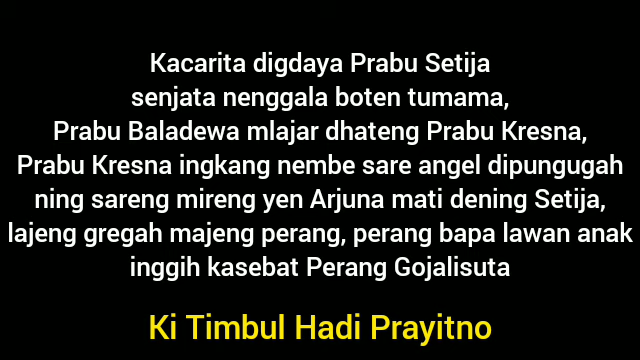 Kacarita digdaya Prabu Setija
senjata nenggala boten tumama,
Prabu Baladewa mlajar dhateng Prabu Kresna,
Prabu Kresna ingkang nembe sare angel dipungugah
ning sareng mireng yen Arjuna mati dening Setija,
lajeng gregah majeng perang, perang bapa lawan anak
inggih kasebat Perang Gojalisuta
Ki Timbul Hadi Prayitno